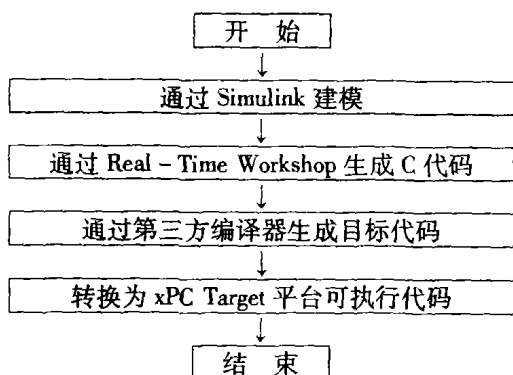 开 始
通过 Simulink 建模
通过 Real – Time Workshop 生成 C 代码
通过第三方编译器生成目标代码
转换为 xPC Target 平台可执行代码
结 束